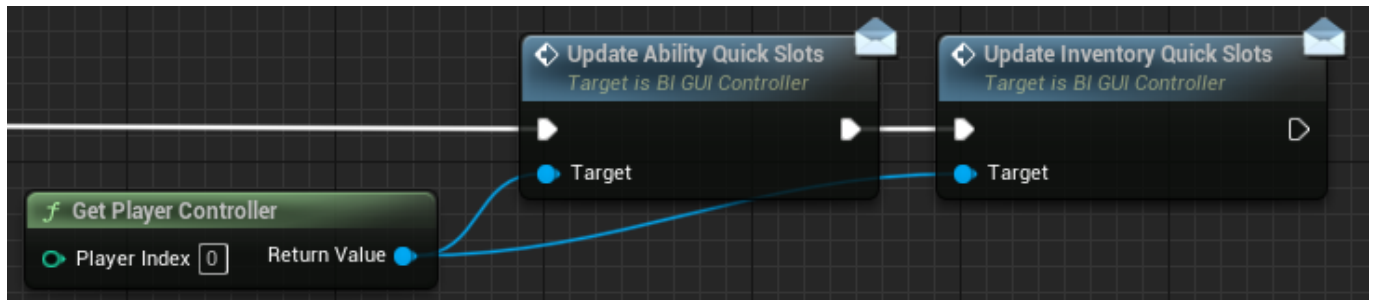 Update Ability Quick Slots
Target is BI GUI Controller
Target
Update Inventory Quick Slots
Target is BI GUI Controller
Target
f Get Player Controller
Player Index 0 Return Value